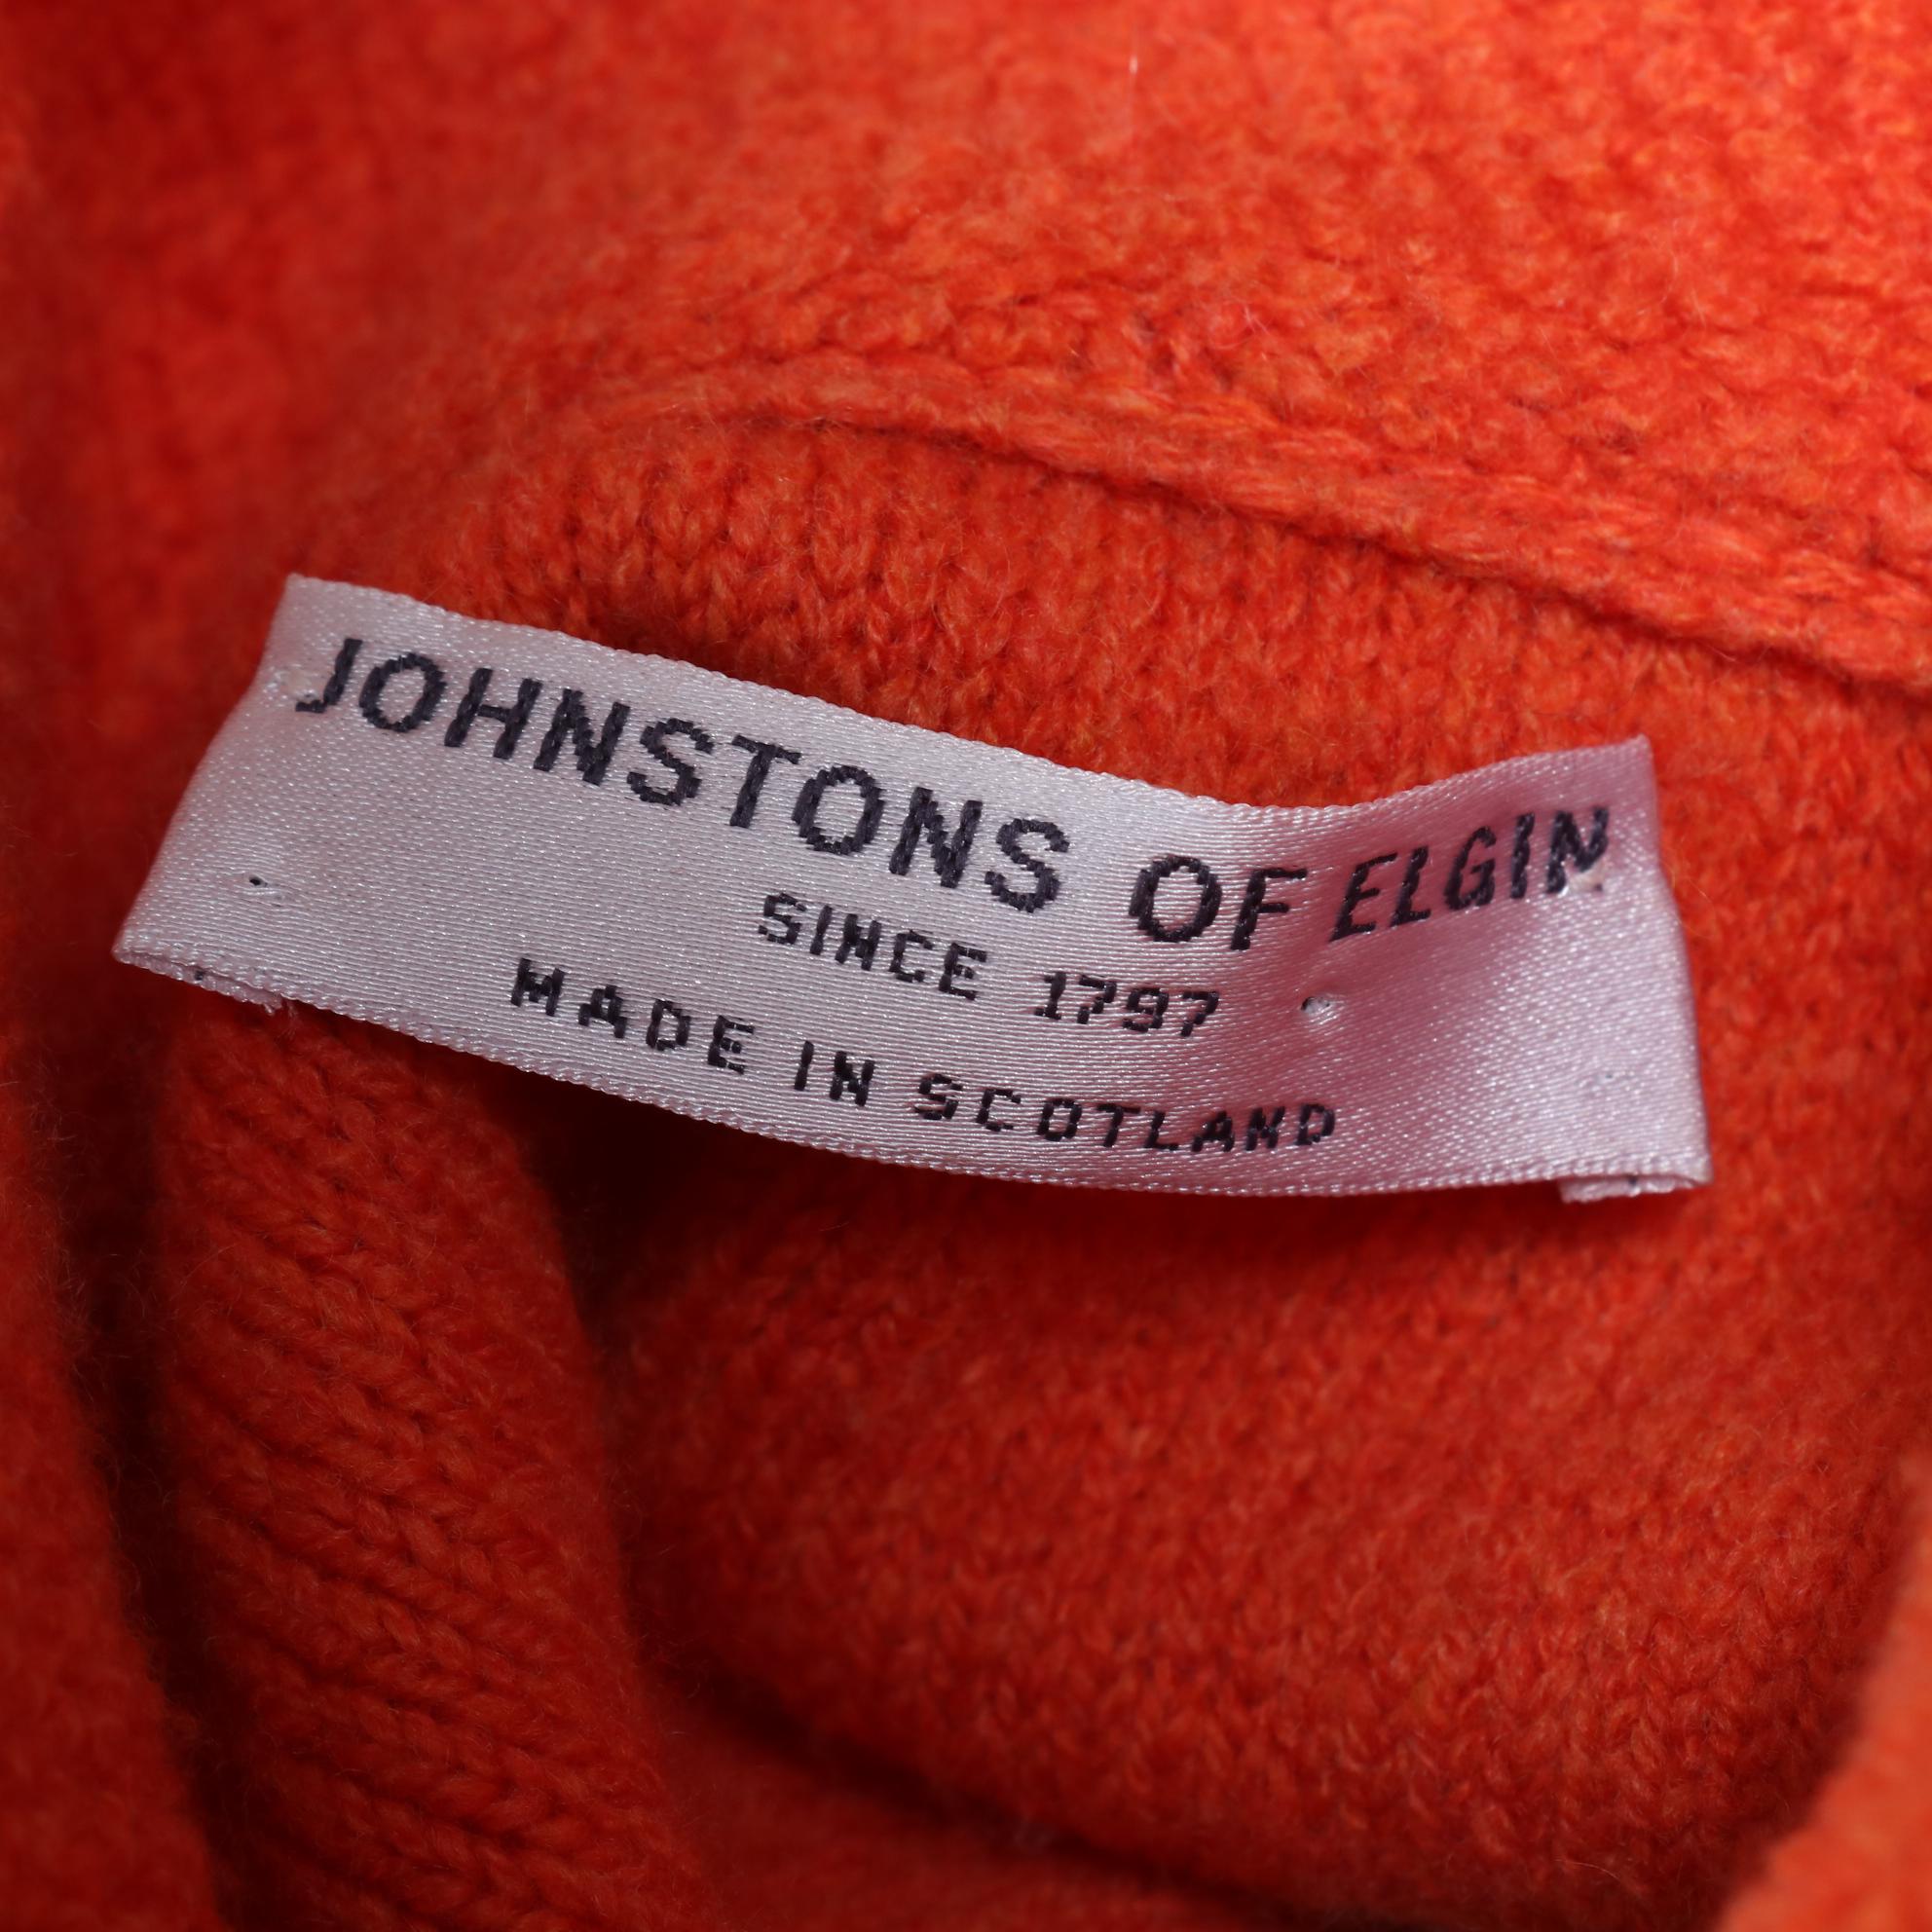 JOHNSTONS OF ELGIN
SINCE 1797
MADE IN SCOTLAND